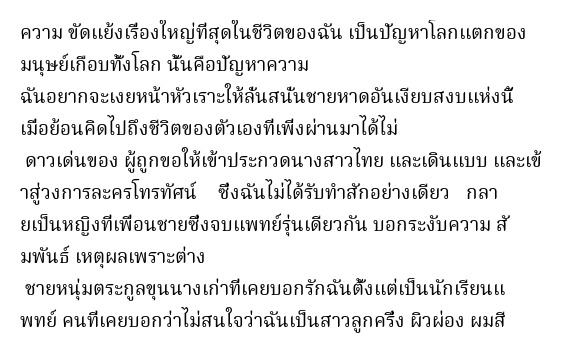 ความ ขัดแย้งเรื่องใหญ่ที่สุดในชีวิตของฉัน เป็นปัญหาโลกแตกของ
มนุษย์เกือบทั้งโลก นั้นคือปัญหาความ
ฉันอยากจะเงยหน้าหัวเราะให้ลั่นสนั่นชายหาดอันเงียบสงบแห่งนี้
เมื่อย้อนคิดไปถึงชีวิตของตัวเองที่เพิ่งผ่านมาได้ไม่
ดาวเด่นของ ผู้ถูกขอให้เข้าประกวดนางสาวไทย และเดินแบบ และเข้
าสู่วงการละครโทรทัศน์ ซึ่งฉันไม่ได้รับทำสักอย่างเดียว กลา
ยเป็นหญิงที่เพื่อนชายซึ่งจบแพทย์รุ่นเดียวกัน บอกระงับความ สั
มพันธ์ เหตุผลเพราะต่าง
ชายหนุ่มตระกูลขุนนางเก่าที่เคยบอกรักฉันตั้งแต่เป็นนักเรียนแ
พทย์ คนที่เคยบอกว่าไม่สนใจว่าฉันเป็นสาวลูกครึ่ง ผิวผ่อง ผมสี